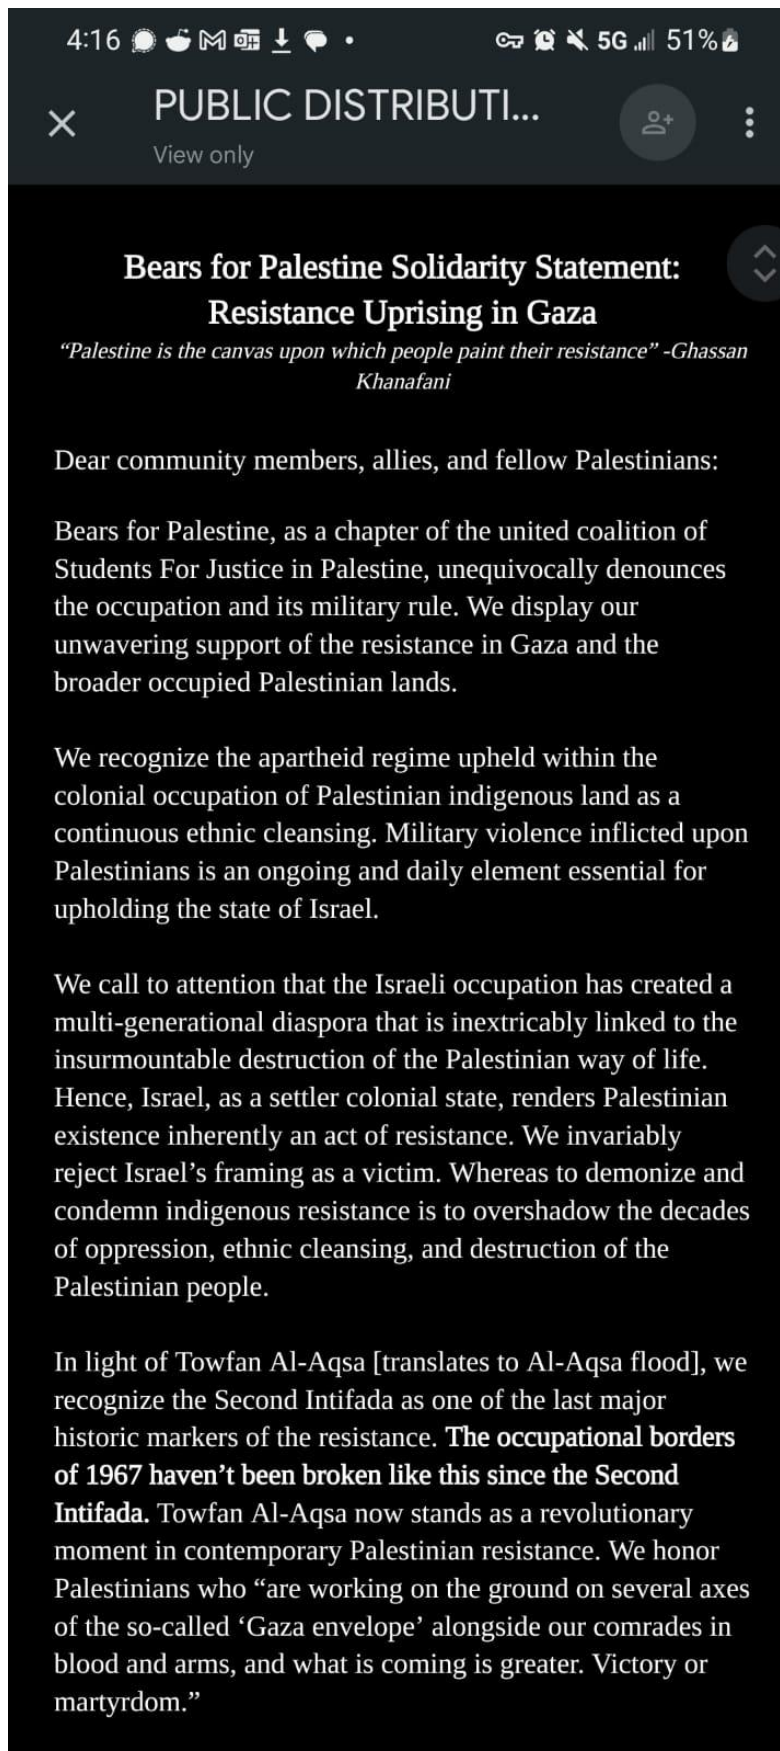 4:16 51%
5G
PUBLIC DISTRIBUTI...
View only
Bears for Palestine Solidarity Statement:
Resistance Uprising in Gaza
“Palestine is the canvas upon which people paint their resistance” -Ghassan
Khanafani
Dear community members, allies, and fellow Palestinians:
Bears for Palestine, as a chapter of the united coalition of
Students For Justice in Palestine, unequivocally denounces
the occupation and its military rule. We display our
unwavering support of the resistance in Gaza and the
broader occupied Palestinian lands.
We recognize the apartheid regime upheld within the
colonial occupation of Palestinian indigenous land as a
continuous ethnic cleansing. Military violence inflicted upon
Palestinians is an ongoing and daily element essential for
upholding the state of Israel.
We call to attention that the Israeli occupation has created a
multi-generational diaspora that is inextricably linked to the
insurmountable destruction of the Palestinian way of life.
Hence, Israel, as a settler colonial state, renders Palestinian
existence inherently an act of resistance. We invariably
reject Israel’s framing as a victim. Whereas to demonize and
condemn indigenous resistance is to overshadow the decades
of oppression, ethnic cleansing, and destruction of the
Palestinian people.
In light of Towfan Al-Aqsa [translates to Al-Aqsa flood], we
recognize the Second Intifada as one of the last major
historic markers of the resistance. The occupational borders
of 1967 haven’t been broken like this since the Second
Intifada. Towfan Al-Aqsa now stands as a revolutionary
moment in contemporary Palestinian resistance. We honor
Palestinians who “are working on the ground on several axes
of the so-called ‘Gaza envelope’ alongside our comrades in
blood and arms, and what is coming is greater. Victory or
martyrdom.”